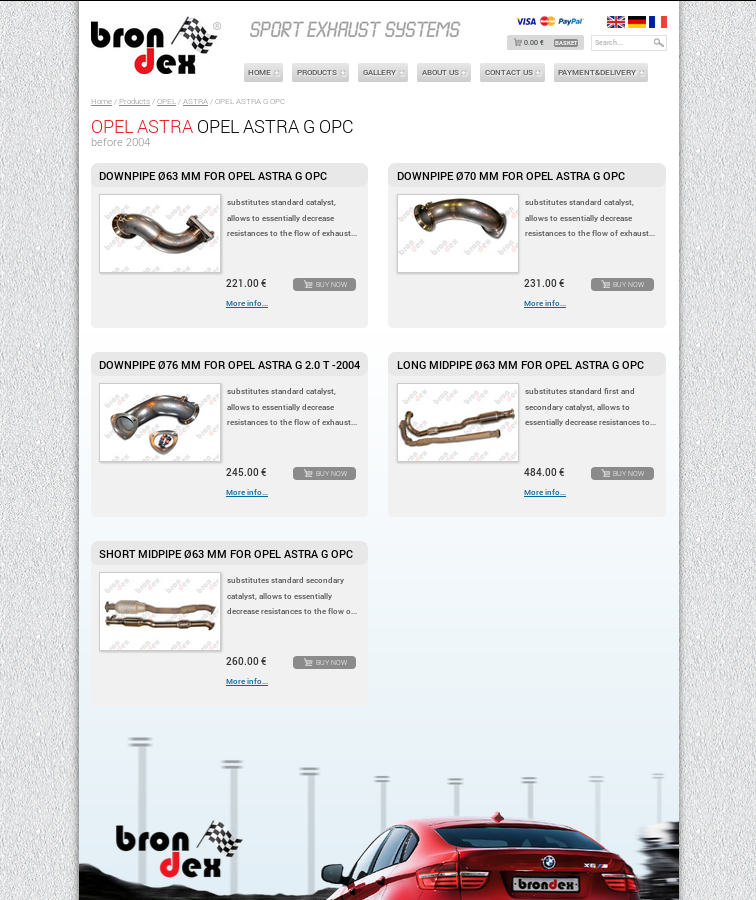 bron
dex
®
SPORT EXHAUST SYSTEMS
VISA MasterCard PayPal
0.00 € BASKET
Search...
HOME PRODUCTS GALLERY ABOUT US CONTACT US PAYMENT&DELIVERY
Home / Products / OPEL / ASTRA / OPEL ASTRA G OPC
OPEL ASTRA OPEL ASTRA G OPC
before 2004
DOWNPIPE Ø63 MM FOR OPEL ASTRA G OPC
substitutes standard catalyst,
allows to essentially decrease
resistances to the flow of exhaust...
221.00 € BUY NOW
More info...
DOWNPIPE Ø70 MM FOR OPEL ASTRA G OPC
substitutes standard catalyst,
allows to essentially decrease
resistances to the flow of exhaust...
231.00 € BUY NOW
More info...
DOWNPIPE Ø76 MM FOR OPEL ASTRA G 2.0 T -2004
substitutes standard catalyst,
allows to essentially decrease
resistances to the flow of exhaust...
245.00 € BUY NOW
More info...
LONG MIDPIPE Ø63 MM FOR OPEL ASTRA G OPC
substitutes standard first and
secondary catalyst, allows to
essentially decrease resistances to...
484.00 € BUY NOW
More info...
SHORT MIDPIPE Ø63 MM FOR OPEL ASTRA G OPC
substitutes standard secondary
catalyst, allows to essentially
decrease resistances to the flow o...
260.00 € BUY NOW
More info...
bron
dex
X6
brondex